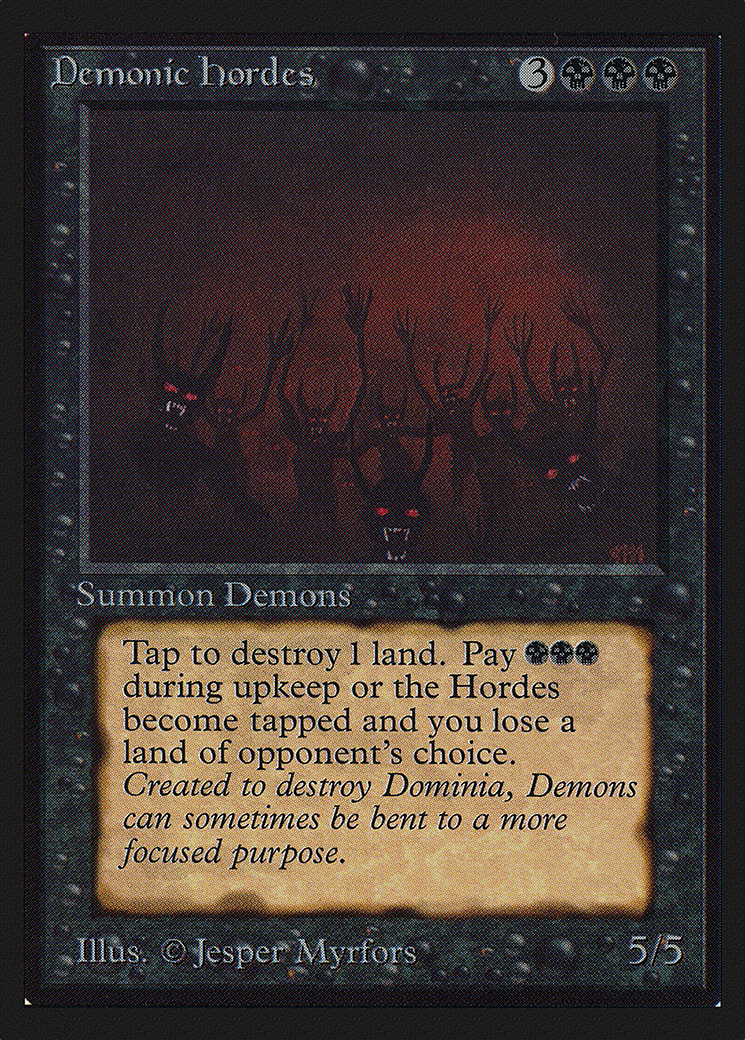 Demonic Hordes 3
Summon Demons
Tap to destroy 1 land. Pay
during upkeep or the Hordes
become tapped and you lose a
land of opponent's choice.
Created to destroy Dominia, Demons
can sometimes be bent to a more
focused purpose.
Illus. © Jesper Myrfors 5/5